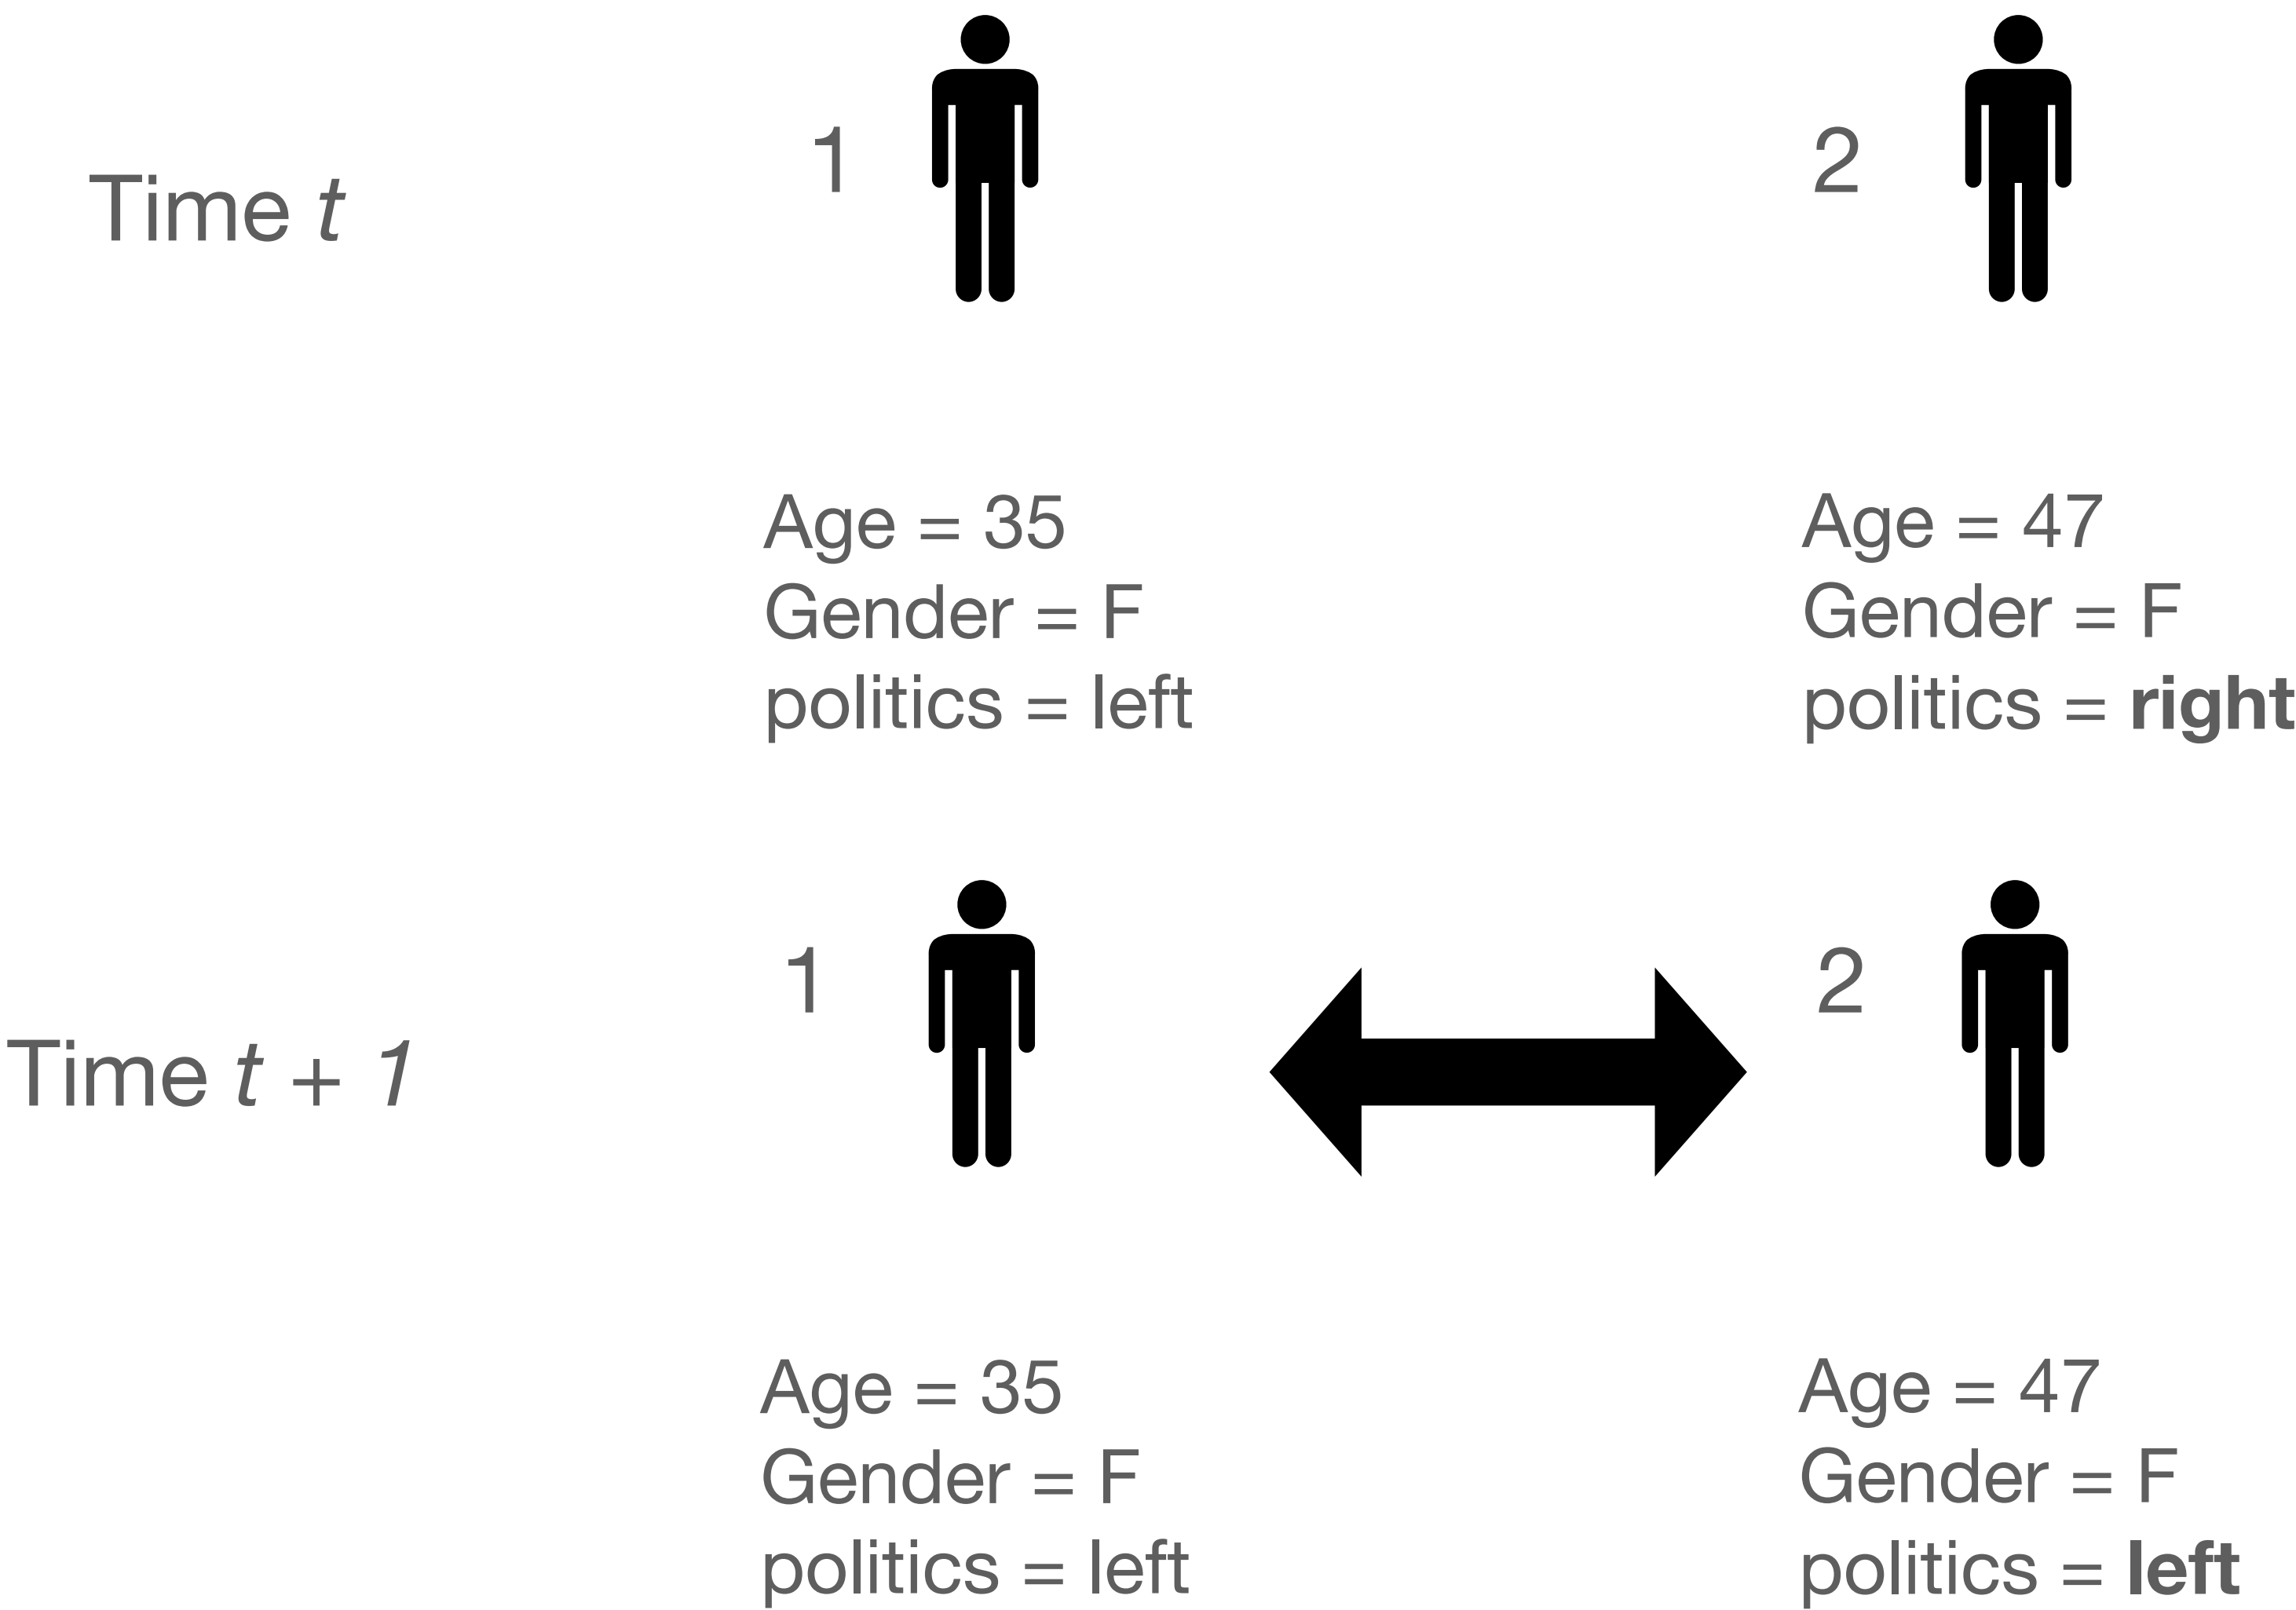 1
2
Time t
Age = 35
Gender = F
politics = left
Age = 47
Gender = F
politics = right
1
2
Time t + 1
Age = 35
Gender = F
politics = left
Age = 47
Gender = F
politics = left